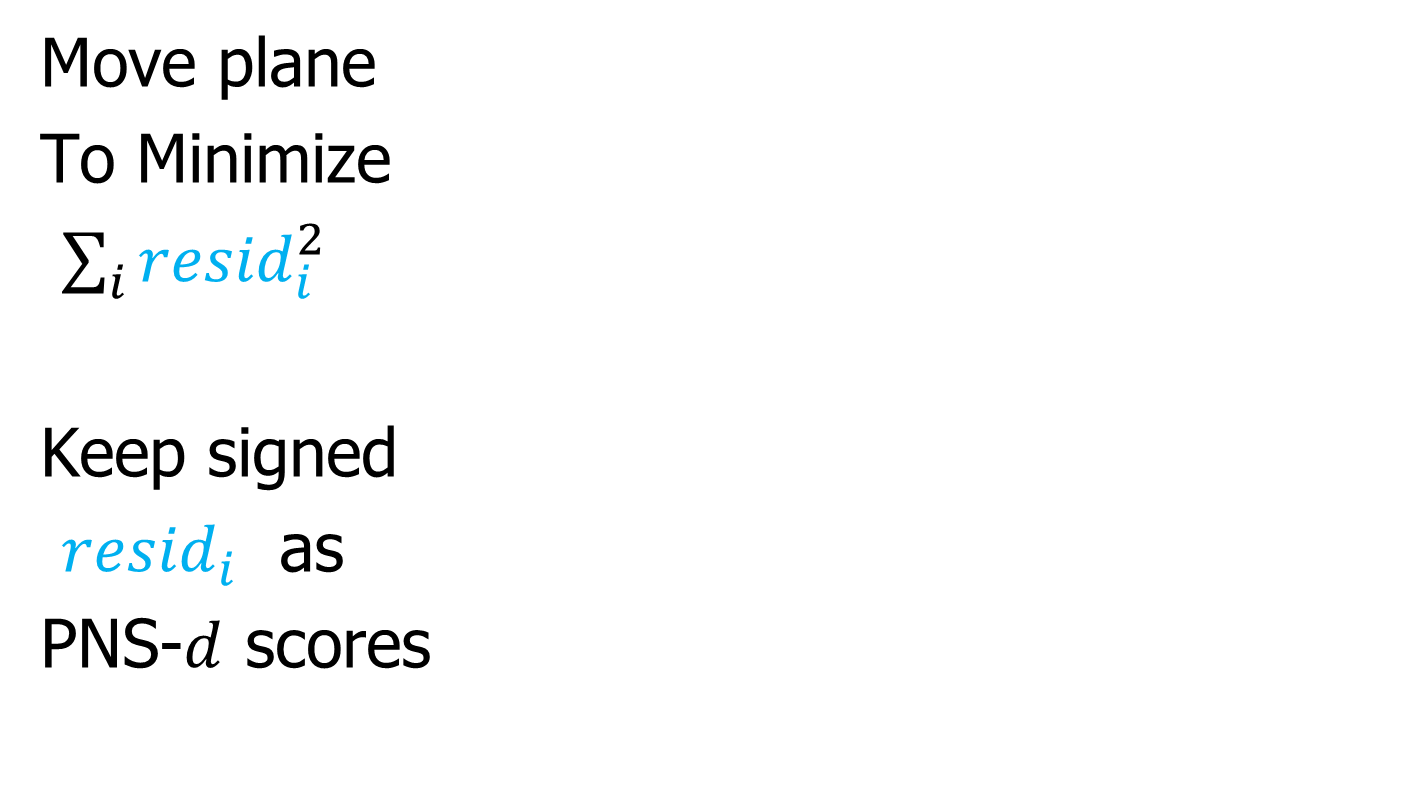 Move plane
To Minimize
∑ᵢ residᵢ²
Keep signed
residᵢ as
PNS-d scores